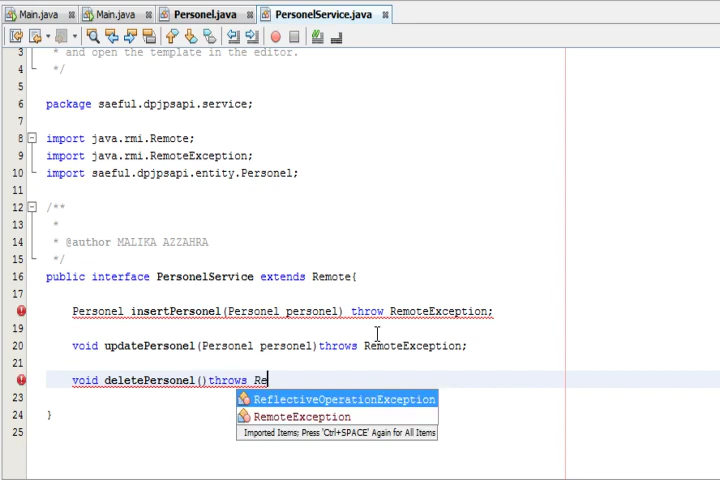 Main.java Main.java Personel.java PersonelService.java
3 * and open the template in the editor.
4 */
5
6 package saeful.dpjpsapi.service;
7
8 import java.rmi.Remote;
9 import java.rmi.RemoteException;
10 import saeful.dpjpsapi.entity.Personel;
11
12 /**
13 *
14 * @author MALIKA AZZAHRA
15 */
16 public interface PersonelService extends Remote{
17
Personel insertPersonel(Personel personel) throw RemoteException;
19
20 void updatePersonel(Personel personel)throws RemoteException;
21
void deletePersonel()throws Re
23 ReflectiveOperationException
24 } RemoteException
25 Imported Items; Press 'Ctrl+SPACE' Again for All Items